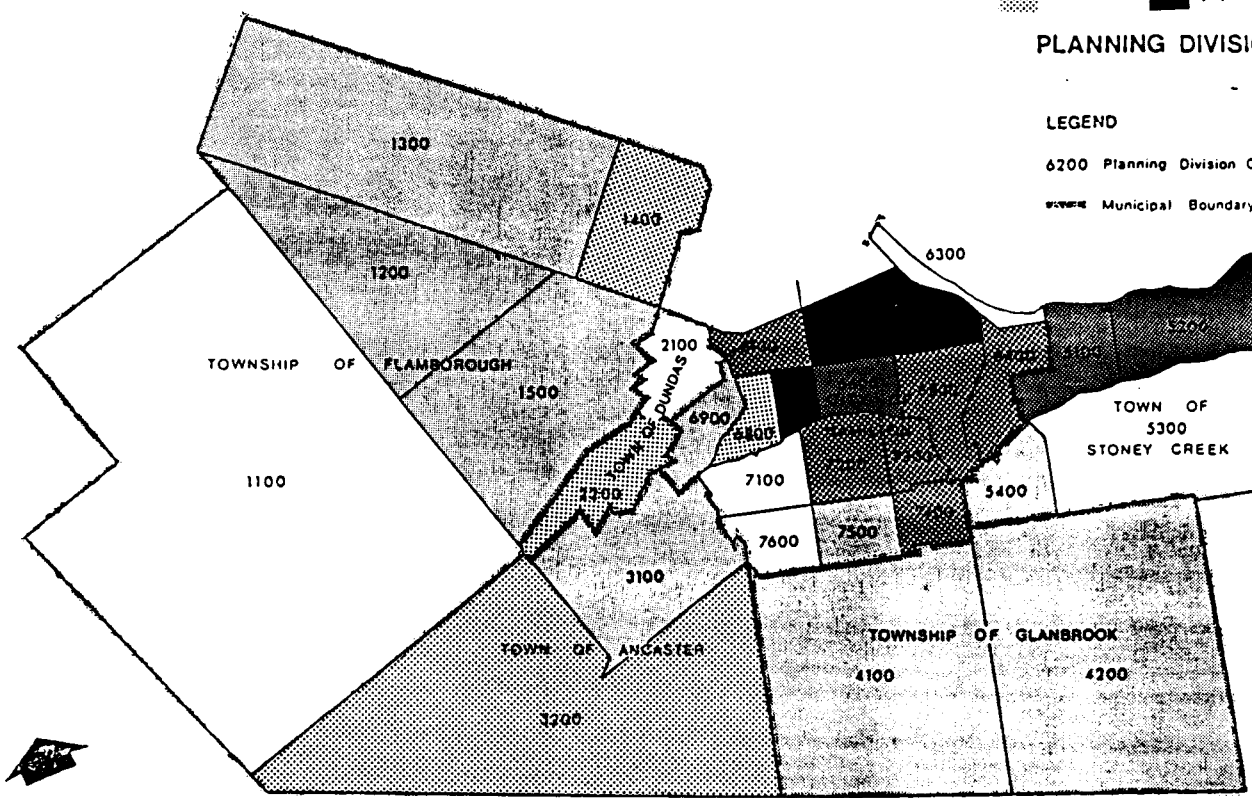 PLANNING DIVISI
LEGEND
6200 Planning Division
Municipal Boundary
1300
1400
1200
6300
TOWNSHIP OF FLAMBOROUGH
2100
5200
1500
TOWN OF DUNDAS
6900
TOWN OF
5300
STONEY CREEK
1100
7100
2200
5400
7600
7500
3100
TOWNSHIP OF GLANBROOK
TOWN OF ANCASTER
4100
4200
3200